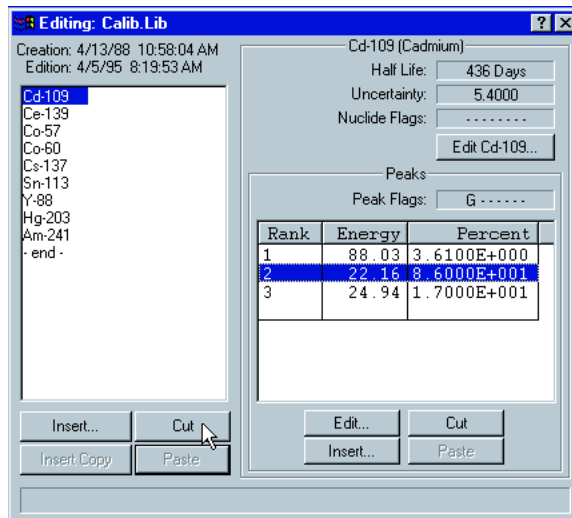 Editing: Calib.Lib
Creation: 4/13/88 10:58:04 AM
Edition: 4/5/95 8:19:53 AM
Cd-109
Ce-139
Co-57
Co-60
Cs-137
Sn-113
Y-88
Hg-203
Am-241
- end -
Insert... Cut
Insert Copy Paste
Cd-109 (Cadmium)
Half Life: 436 Days
Uncertainty: 5.4000
Nuclide Flags: - - - - - - - -
Edit Cd-109...
Peaks
Peak Flags: G - - - - - -
Rank Energy Percent
1 88.03 3.6100E+000
2 22.16 8.6000E+001
3 24.94 1.7000E+001
Edit... Cut
Insert... Paste